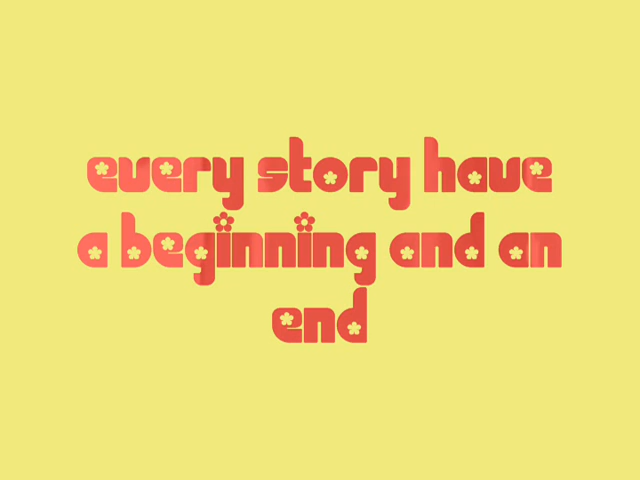 every story have
a beginning and an
end